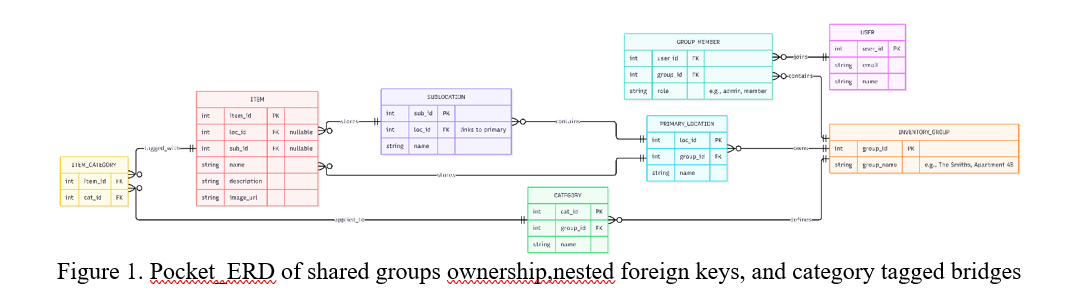 USER
int user_id PK
string email
string name
GROUP_MEMBER
int user_id FK
int group_id FK
string role e.g., admin, member
joins
contains
ITEM
int item_id PK
int loc_id FK nullable
int sub_id FK nullable
string name
string description
string image_url
SUBLOCATION
int sub_id PK
int loc_id FK links to primary
string name
stores
contains
PRIMARY_LOCATION
int loc_id PK
int group_id FK
string name
owns
INVENTORY_GROUP
int group_id PK
string group_name e.g., The Smiths, Apartment 4B
ITEM_CATEGORY
int item_id FK
int cat_id FK
tagged_with
stores
CATEGORY
int cat_id PK
int group_id FK
string name
applied_to
defines
Figure 1. Pocket_ERD of shared groups ownership,nested foreign keys, and category tagged bridges